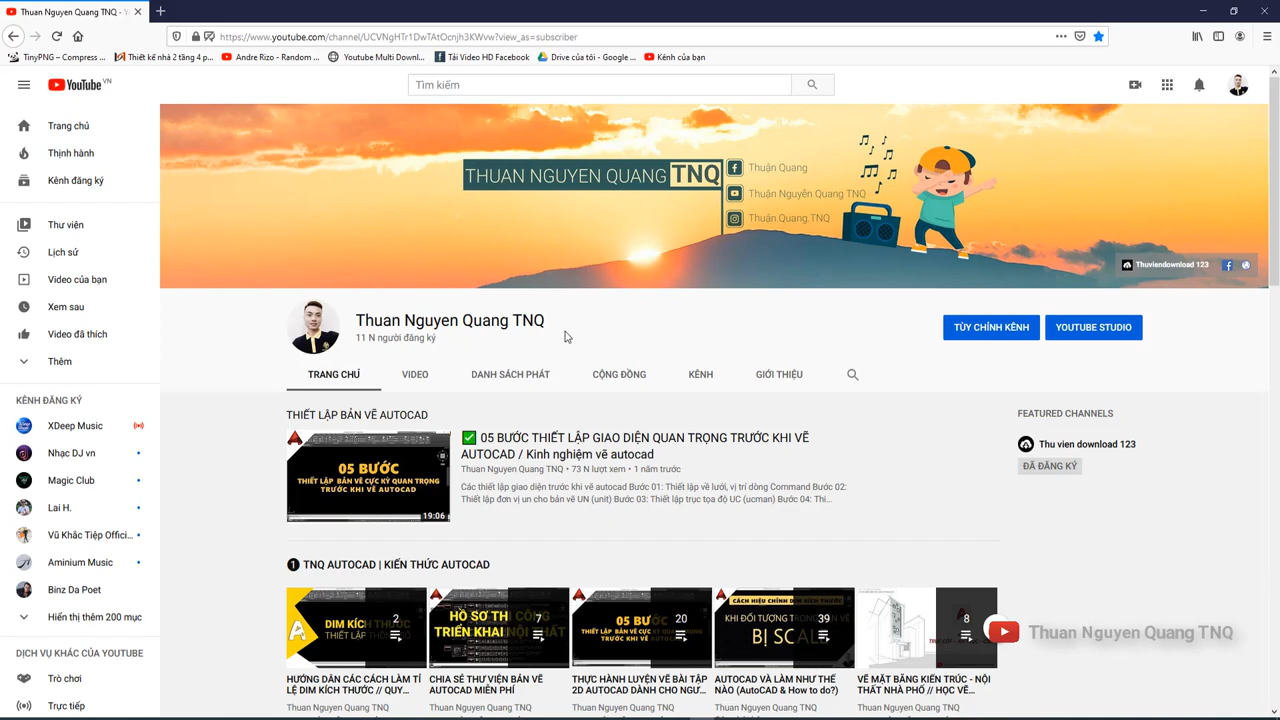 Thuan Nguyen Quang TNQ - Y
https://www.youtube.com/channel/UCVNgHTr1DwTAtOcnjh3KWvw?view_as=subscriber
TinyPNG – Compress ...
Thiết kế nhà 2 tầng 4 p...
Andre Rizo - Random ...
Youtube Multi Downl...
Tải Video HD Facebook
Drive của tôi - Google ...
Kênh của bạn
YouTube VN
Tìm kiếm
Trang chủ
Thịnh hành
Kênh đăng ký
Thư viện
Lịch sử
Video của bạn
Xem sau
Video đã thích
Thêm
KÊNH ĐĂNG KÝ
XDeep Music
Nhạc DJ vn
Magic Club
Lai H.
Vũ Khắc Tiệp Offici...
Aminium Music
Binz Da Poet
Hiển thị thêm 200 mục
DỊCH VỤ KHÁC CỦA YOUTUBE
Trò chơi
Trực tiếp
THUAN NGUYEN QUANG TNQ
Thuận Quang
Thuận Nguyễn Quang TNQ
Thuận.Quang.TNQ
Thuviendownload 123
Thuan Nguyen Quang TNQ
11 N người đăng ký
TÙY CHỈNH KÊNH
YOUTUBE STUDIO
TRANG CHỦ
VIDEO
DANH SÁCH PHÁT
CỘNG ĐỒNG
KÊNH
GIỚI THIỆU
THIẾT LẬP BẢN VẼ AUTOCAD
05 BƯỚC
THIẾT LẬP BẢN VẼ CỰC KỲ QUAN TRỌNG
TRƯỚC KHI VẼ AUTOCAD
19:06
05 BƯỚC THIẾT LẬP GIAO DIỆN QUAN TRỌNG TRƯỚC KHI VẼ
AUTOCAD / Kinh nghiệm vẽ autocad
Thuan Nguyen Quang TNQ • 73 N lượt xem • 1 năm trước
Các thiết lập giao diện trước khi vẽ autocad Bước 01: Thiết lập về lưới, vị trí dòng Command Bước 02:
Thiết lập đơn vị un cho bản vẽ UN (unit) Bước 03: Thiết lập trục tọa độ UC (ucman) Bước 04: Thi...
FEATURED CHANNELS
Thu vien download 123
ĐÃ ĐĂNG KÝ
1 TNQ AUTOCAD | KIẾN THỨC AUTOCAD
DIM KÍCH THƯỚC
THIẾT LẬP
2
HỒ SƠ THI CÔNG
TRIỂN KHAI NỘI THẤT
7
05 BƯỚC
20
CÁCH HIỆU CHỈNH DIM KÍCH THƯỚC
KHI ĐỐI TƯỢNG TRONG
BỊ SCALE
39
8
HƯỚNG DẪN CÁC CÁCH LÀM TỈ
LỆ DIM KÍCH THƯỚC // QUY...
Thuan Nguyen Quang TNQ
CHIA SẺ THƯ VIỆN BẢN VẼ
AUTOCAD MIỄN PHÍ
Thuan Nguyen Quang TNQ
THỰC HÀNH LUYỆN VẼ BÀI TẬP
2D AUTOCAD DÀNH CHO NGƯ...
Thuan Nguyen Quang TNQ
AUTOCAD VÀ LÀM NHƯ THẾ
NÀO (AutoCAD & How to do?)
Thuan Nguyen Quang TNQ
VẼ MẶT BẰNG KIẾN TRÚC - NỘI
THẤT NHÀ PHỐ // HỌC VẼ...
Thuan Nguyen Quang TNQ
Thuan Nguyen Quang TNQ